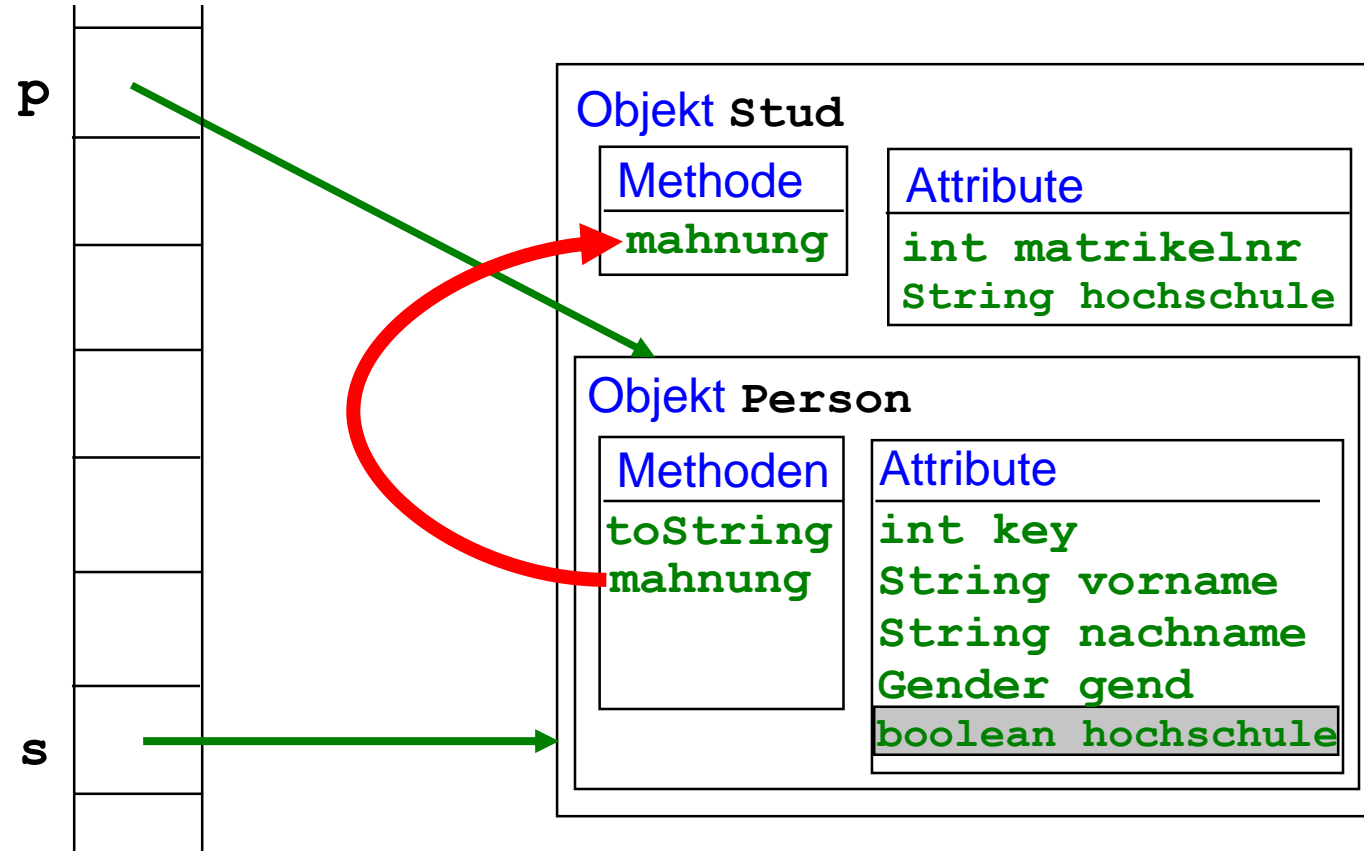 p
Objekt Stud
Methode
mahnung
Attribute
int matrikelnr
String hochschule
Objekt Person
Methoden
toString
mahnung
Attribute
int key
String vorname
String nachname
Gender gend
boolean hochschule
s